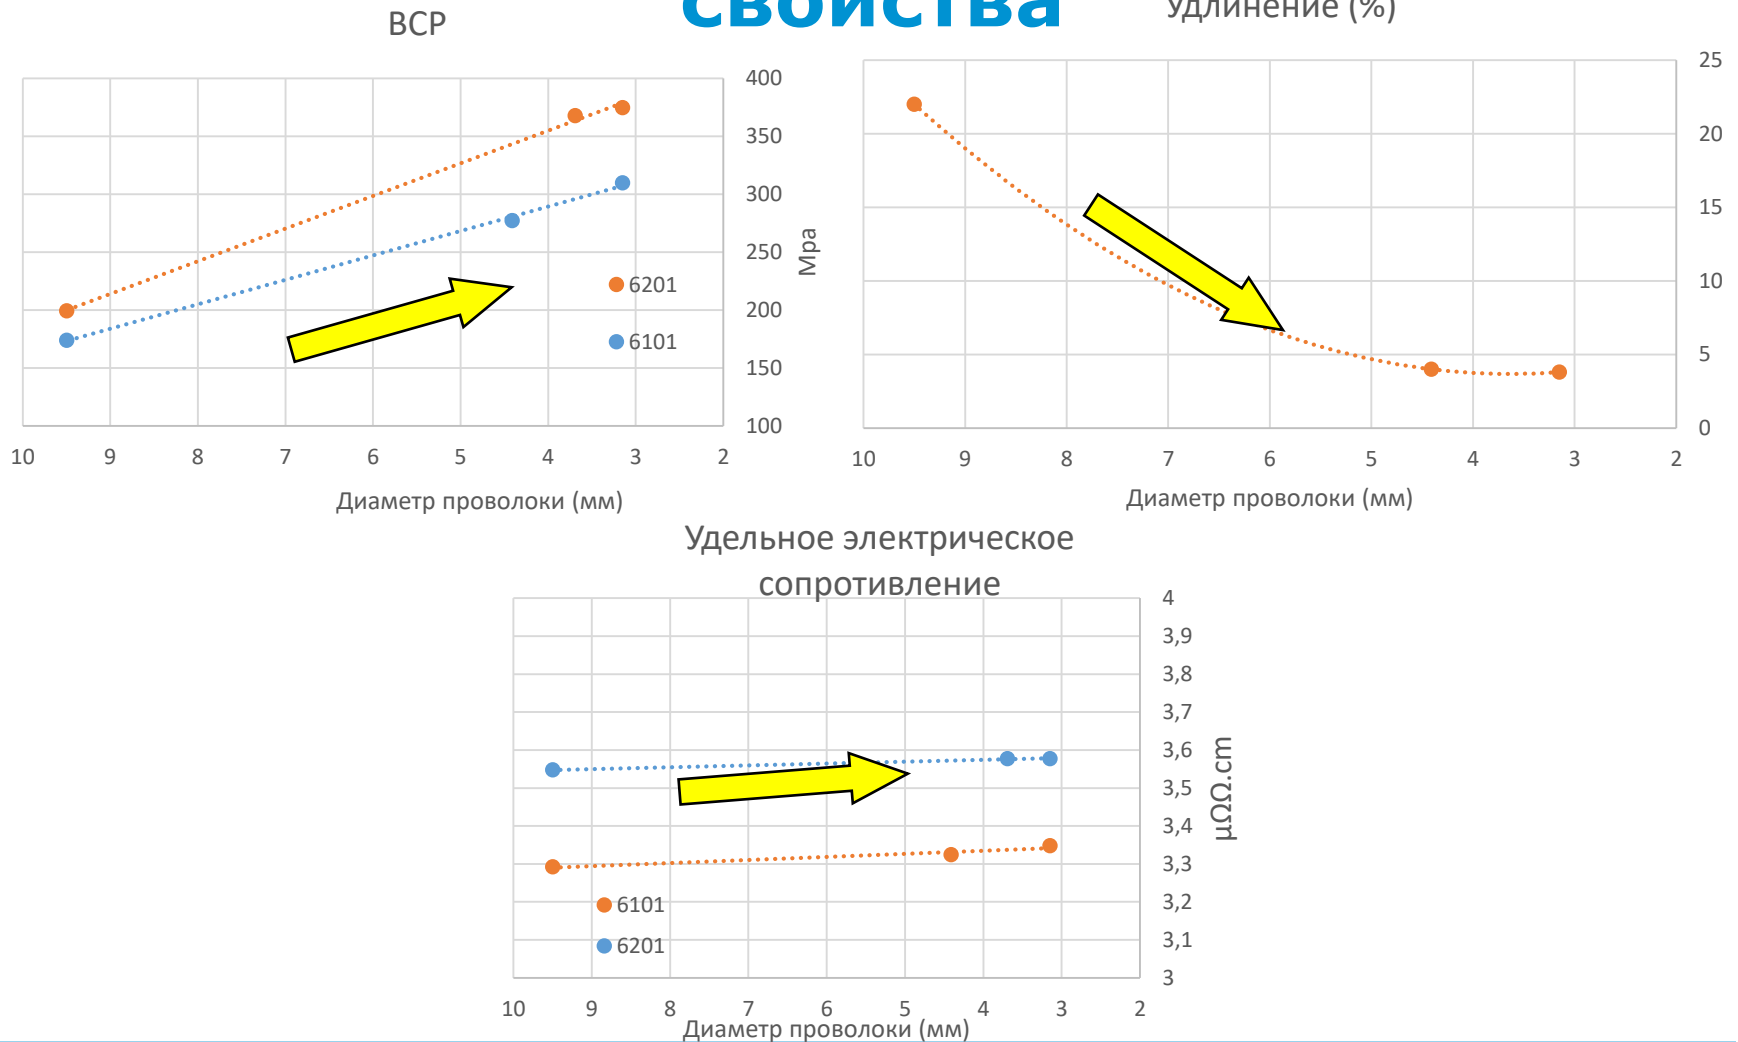 свойства
ВСР
Удлинение (%)
400
350
300
250
200
150
100
Mpa
6201
6101
10 9 8 7 6 5 4 3 2
Диаметр проволоки (мм)
25
20
15
10
5
0
10 9 8 7 6 5 4 3 2
Диаметр проволоки (мм)
Удельное электрическое
сопротивление
4
3,9
3,8
3,7
3,6
3,5
3,4
3,3
3,2
3,1
3
μΩΩ.cm
6101
6201
10 9 8 7 6 5 4 3 2
Диаметр проволоки (мм)